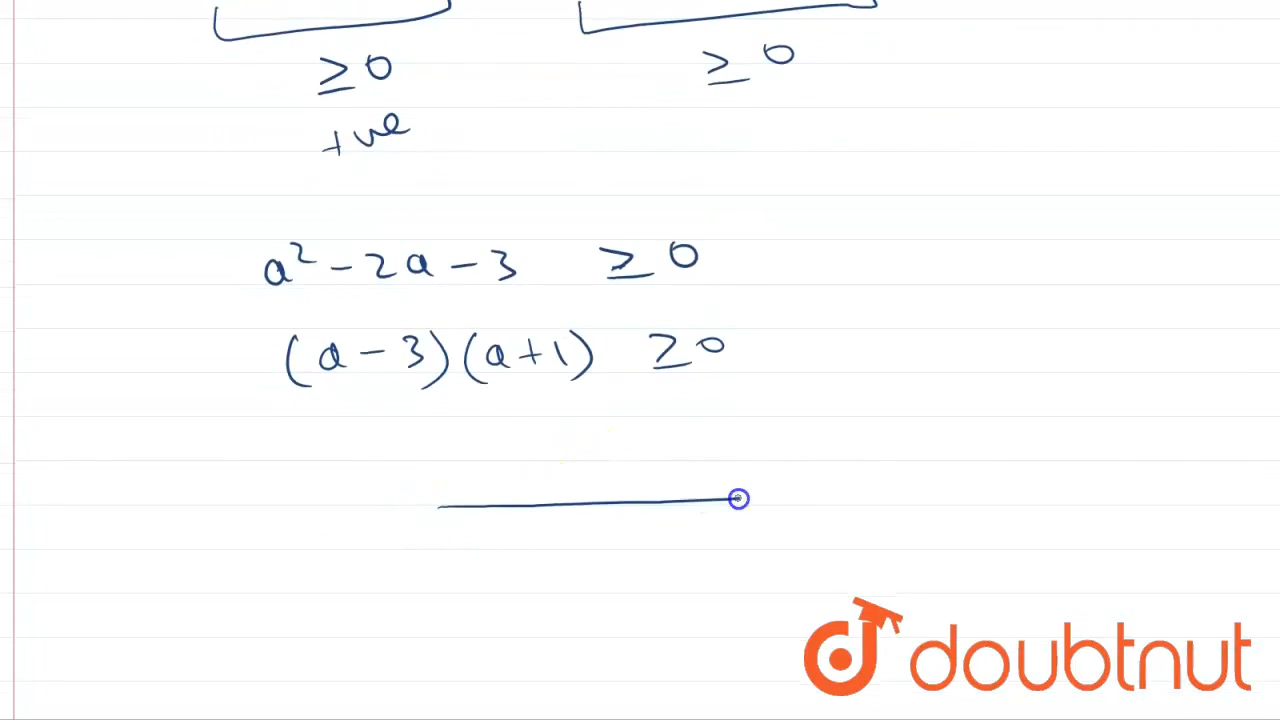 ≥ 0 ≥ 0
+ve
a² - 2a - 3 ≥ 0
(a - 3)(a + 1) ≥ 0
doubtnut